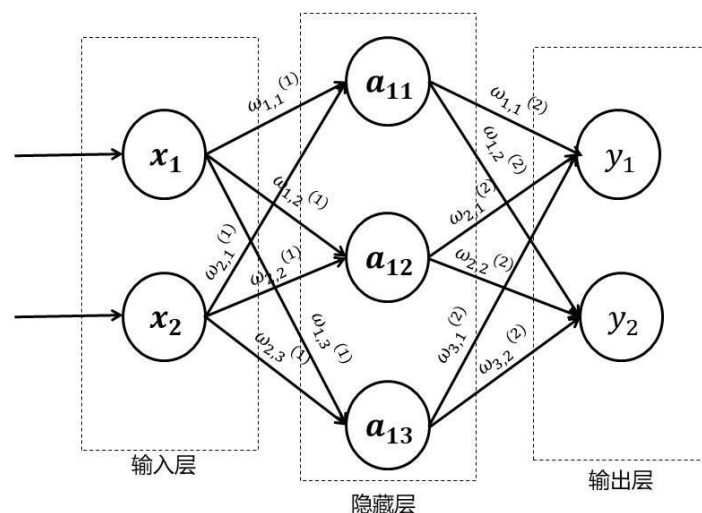 x₁
x₂
输入层
ω₁,₁⁽¹⁾
ω₁,₂⁽¹⁾
ω₂,₁⁽¹⁾
ω₂,₂⁽¹⁾
ω₁,₃⁽¹⁾
ω₂,₃⁽¹⁾
a₁₁
a₁₂
a₁₃
隐藏层
ω₁,₁⁽²⁾
ω₁,₂⁽²⁾
ω₂,₁⁽²⁾
ω₂,₂⁽²⁾
ω₃,₁⁽²⁾
ω₃,₂⁽²⁾
y₁
y₂
输出层